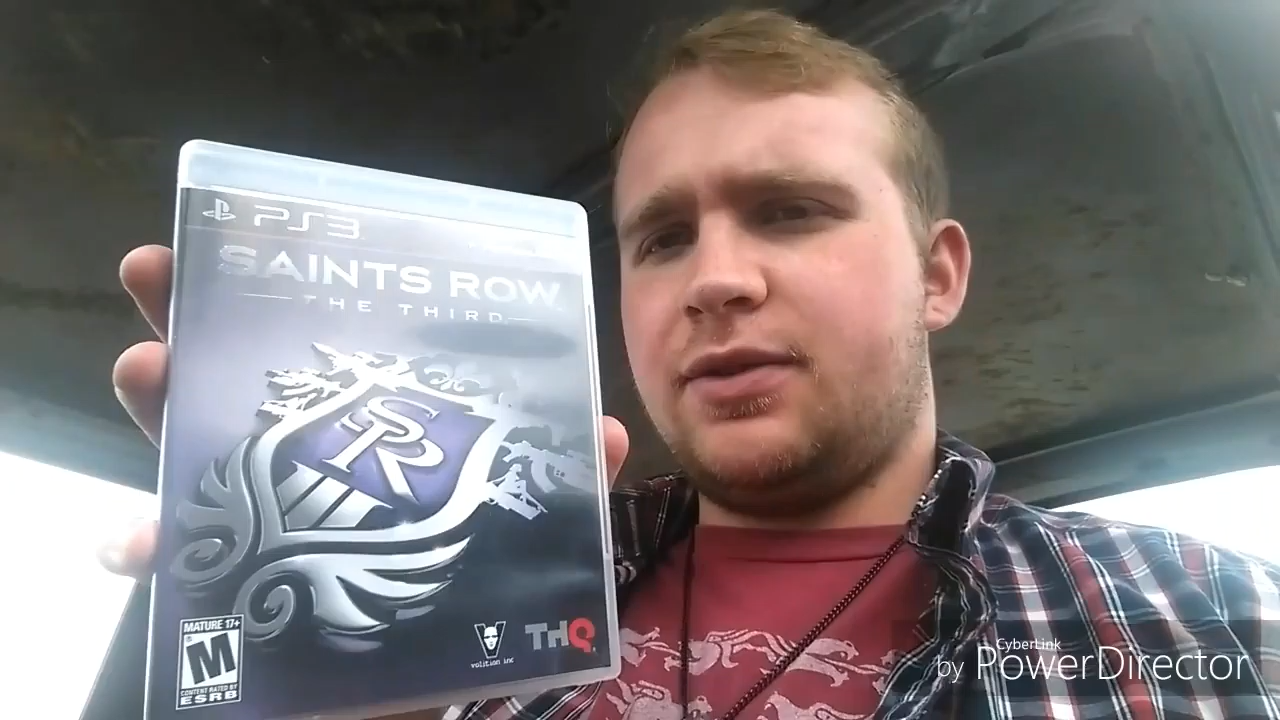 PS3
SAINTS ROW
THE THIRD
SR
MATURE 17+
M
CONTENT RATED BY
ESRB
volition inc
THQ
CyberLink
by PowerDirector